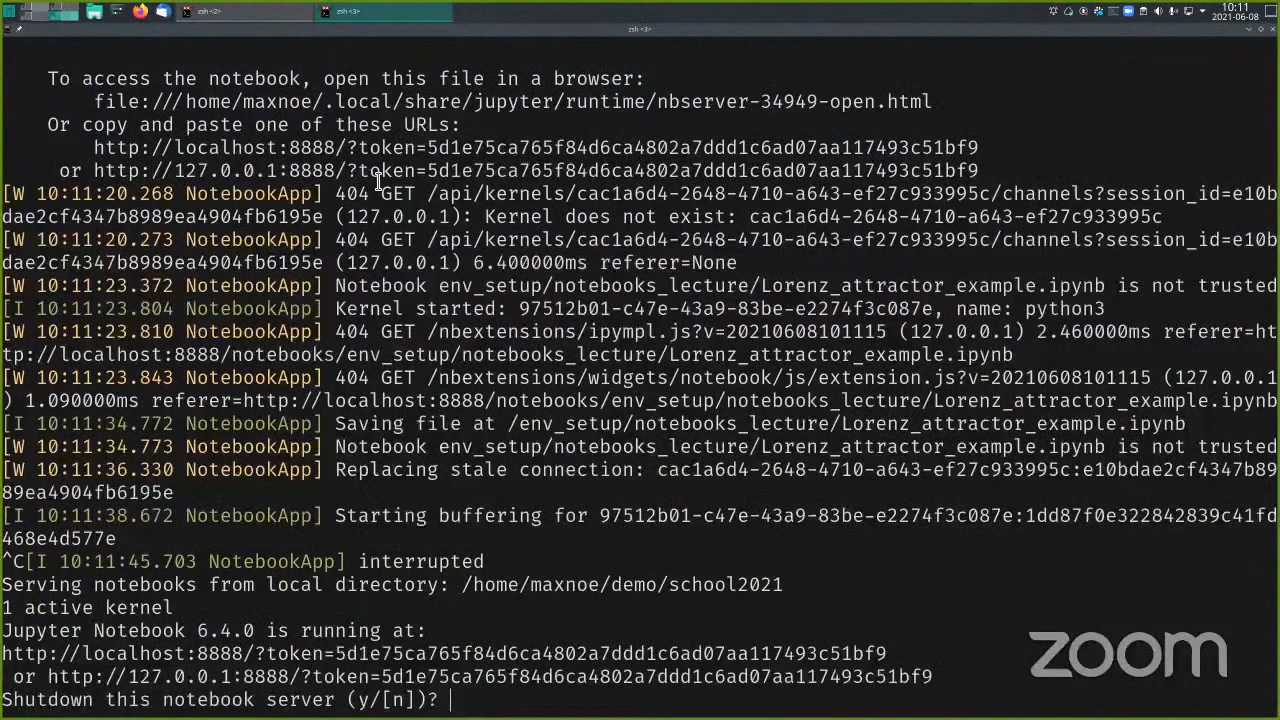 zsh <2>
zsh <3>
10:11
2021-06-08
zsh <3>
To access the notebook, open this file in a browser:
file:///home/maxnoe/.local/share/jupyter/runtime/nbserver-34949-open.html
Or copy and paste one of these URLs:
http://localhost:8888/?token=5d1e75ca765f84d6ca4802a7ddd1c6ad07aa117493c51bf9
or http://127.0.0.1:8888/?token=5d1e75ca765f84d6ca4802a7ddd1c6ad07aa117493c51bf9
[W 10:11:20.268 NotebookApp] 404 GET /api/kernels/cac1a6d4-2648-4710-a643-ef27c933995c/channels?session_id=e10b
dae2cf4347b8989ea4904fb6195e (127.0.0.1): Kernel does not exist: cac1a6d4-2648-4710-a643-ef27c933995c
[W 10:11:20.273 NotebookApp] 404 GET /api/kernels/cac1a6d4-2648-4710-a643-ef27c933995c/channels?session_id=e10b
dae2cf4347b8989ea4904fb6195e (127.0.0.1) 6.400000ms referer=None
[W 10:11:23.372 NotebookApp] Notebook env_setup/notebooks_lecture/Lorenz_attractor_example.ipynb is not trusted
[I 10:11:23.804 NotebookApp] Kernel started: 97512b01-c47e-43a9-83be-e2274f3c087e, name: python3
[W 10:11:23.810 NotebookApp] 404 GET /nbextensions/ipympl.js?v=20210608101115 (127.0.0.1) 2.460000ms referer=ht
tp://localhost:8888/notebooks/env_setup/notebooks_lecture/Lorenz_attractor_example.ipynb
[W 10:11:23.843 NotebookApp] 404 GET /nbextensions/widgets/notebook/js/extension.js?v=20210608101115 (127.0.0.1
) 1.090000ms referer=http://localhost:8888/notebooks/env_setup/notebooks_lecture/Lorenz_attractor_example.ipynb
[I 10:11:34.772 NotebookApp] Saving file at /env_setup/notebooks_lecture/Lorenz_attractor_example.ipynb
[W 10:11:34.773 NotebookApp] Notebook env_setup/notebooks_lecture/Lorenz_attractor_example.ipynb is not trusted
[W 10:11:36.330 NotebookApp] Replacing stale connection: cac1a6d4-2648-4710-a643-ef27c933995c:e10bdae2cf4347b89
89ea4904fb6195e
[I 10:11:38.672 NotebookApp] Starting buffering for 97512b01-c47e-43a9-83be-e2274f3c087e:1dd87f0e322842839c41fd
468e4d577e
^C[I 10:11:45.703 NotebookApp] interrupted
Serving notebooks from local directory: /home/maxnoe/demo/school2021
1 active kernel
Jupyter Notebook 6.4.0 is running at:
http://localhost:8888/?token=5d1e75ca765f84d6ca4802a7ddd1c6ad07aa117493c51bf9
or http://127.0.0.1:8888/?token=5d1e75ca765f84d6ca4802a7ddd1c6ad07aa117493c51bf9
Shutdown this notebook server (y/[n])?
zoom